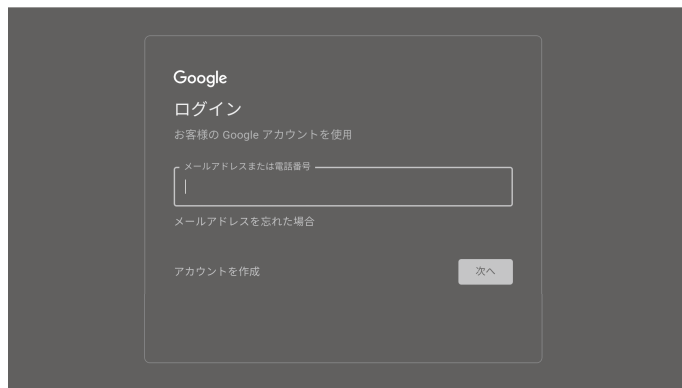 Google
ログイン
お客様の Google アカウントを使用
メールアドレスまたは電話番号
メールアドレスを忘れた場合
アカウントを作成
次へ